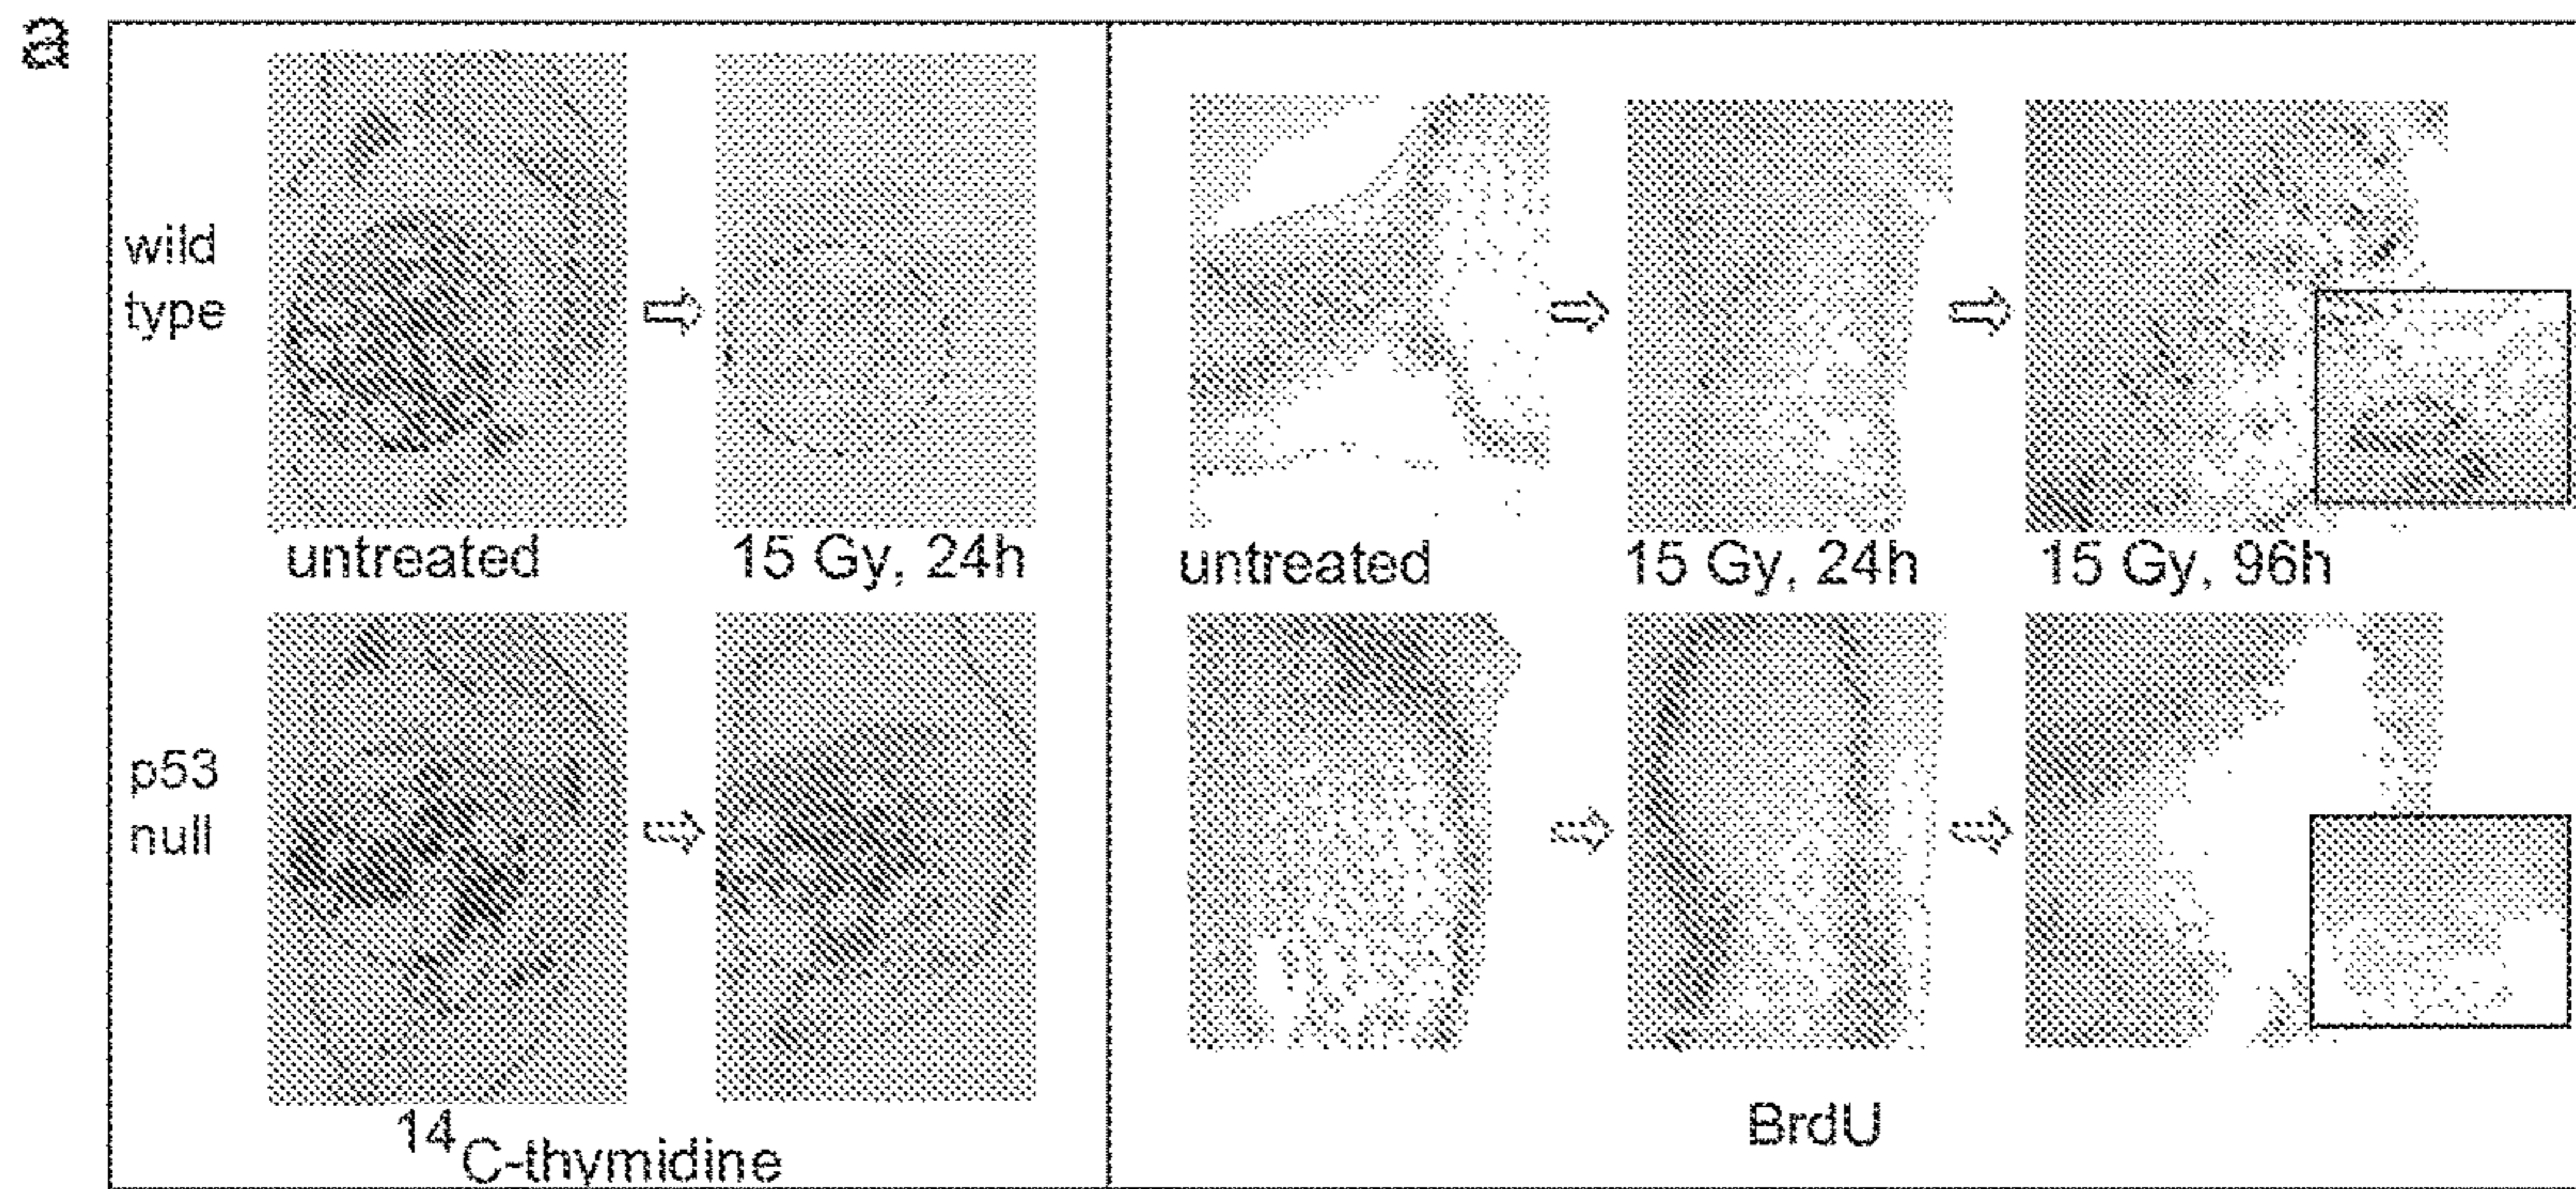 a
wild
type
untreated
15 Gy, 24h
untreated
15 Gy, 24h
15 Gy, 96h
p53
null
14C-thymidine
BrdU